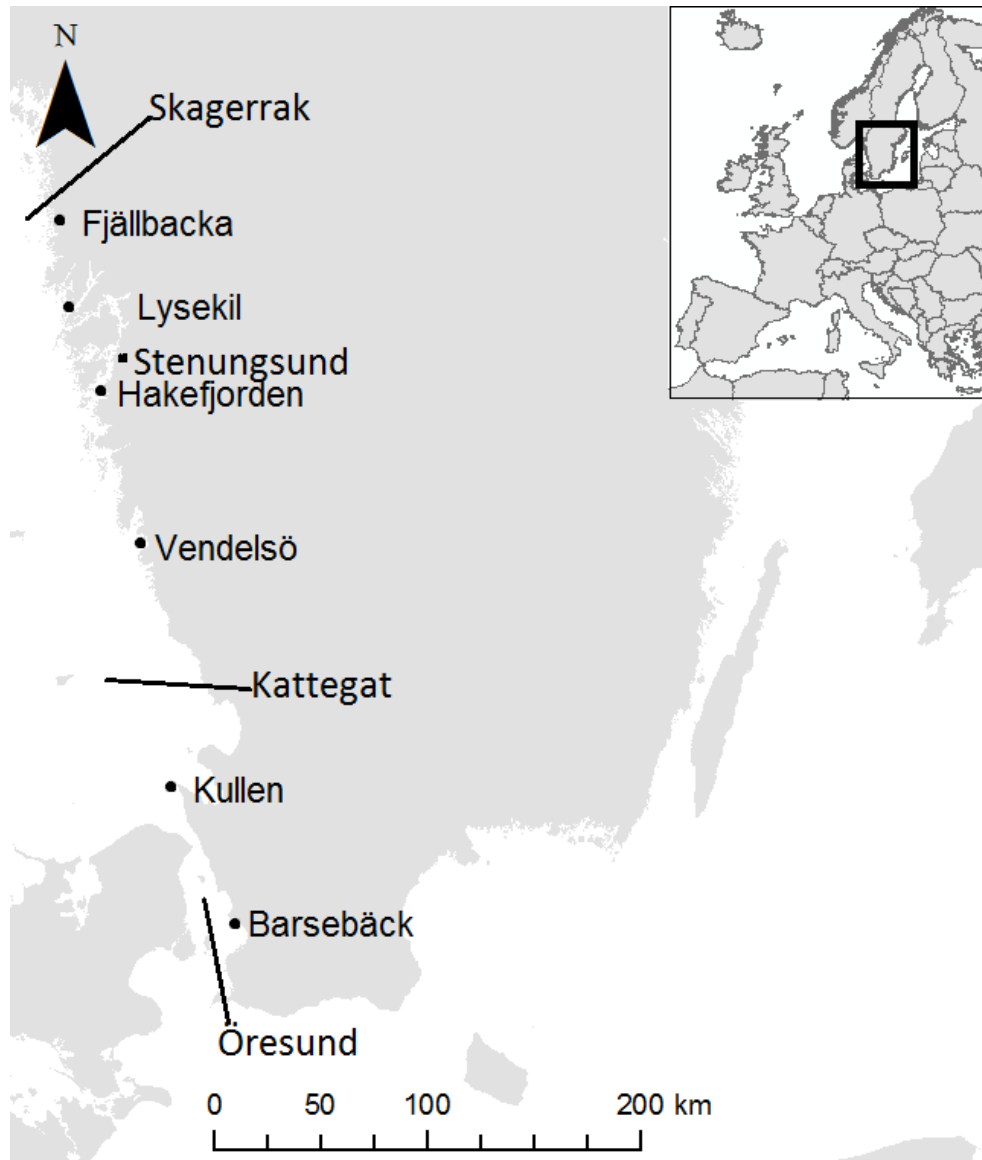 N
Skagerrak
Fjällbacka
Lysekil
Stenungsund
Hakefjorden
Vendelsö
Kattegat
Kullen
Barsebäck
Öresund
0 50 100 200 km